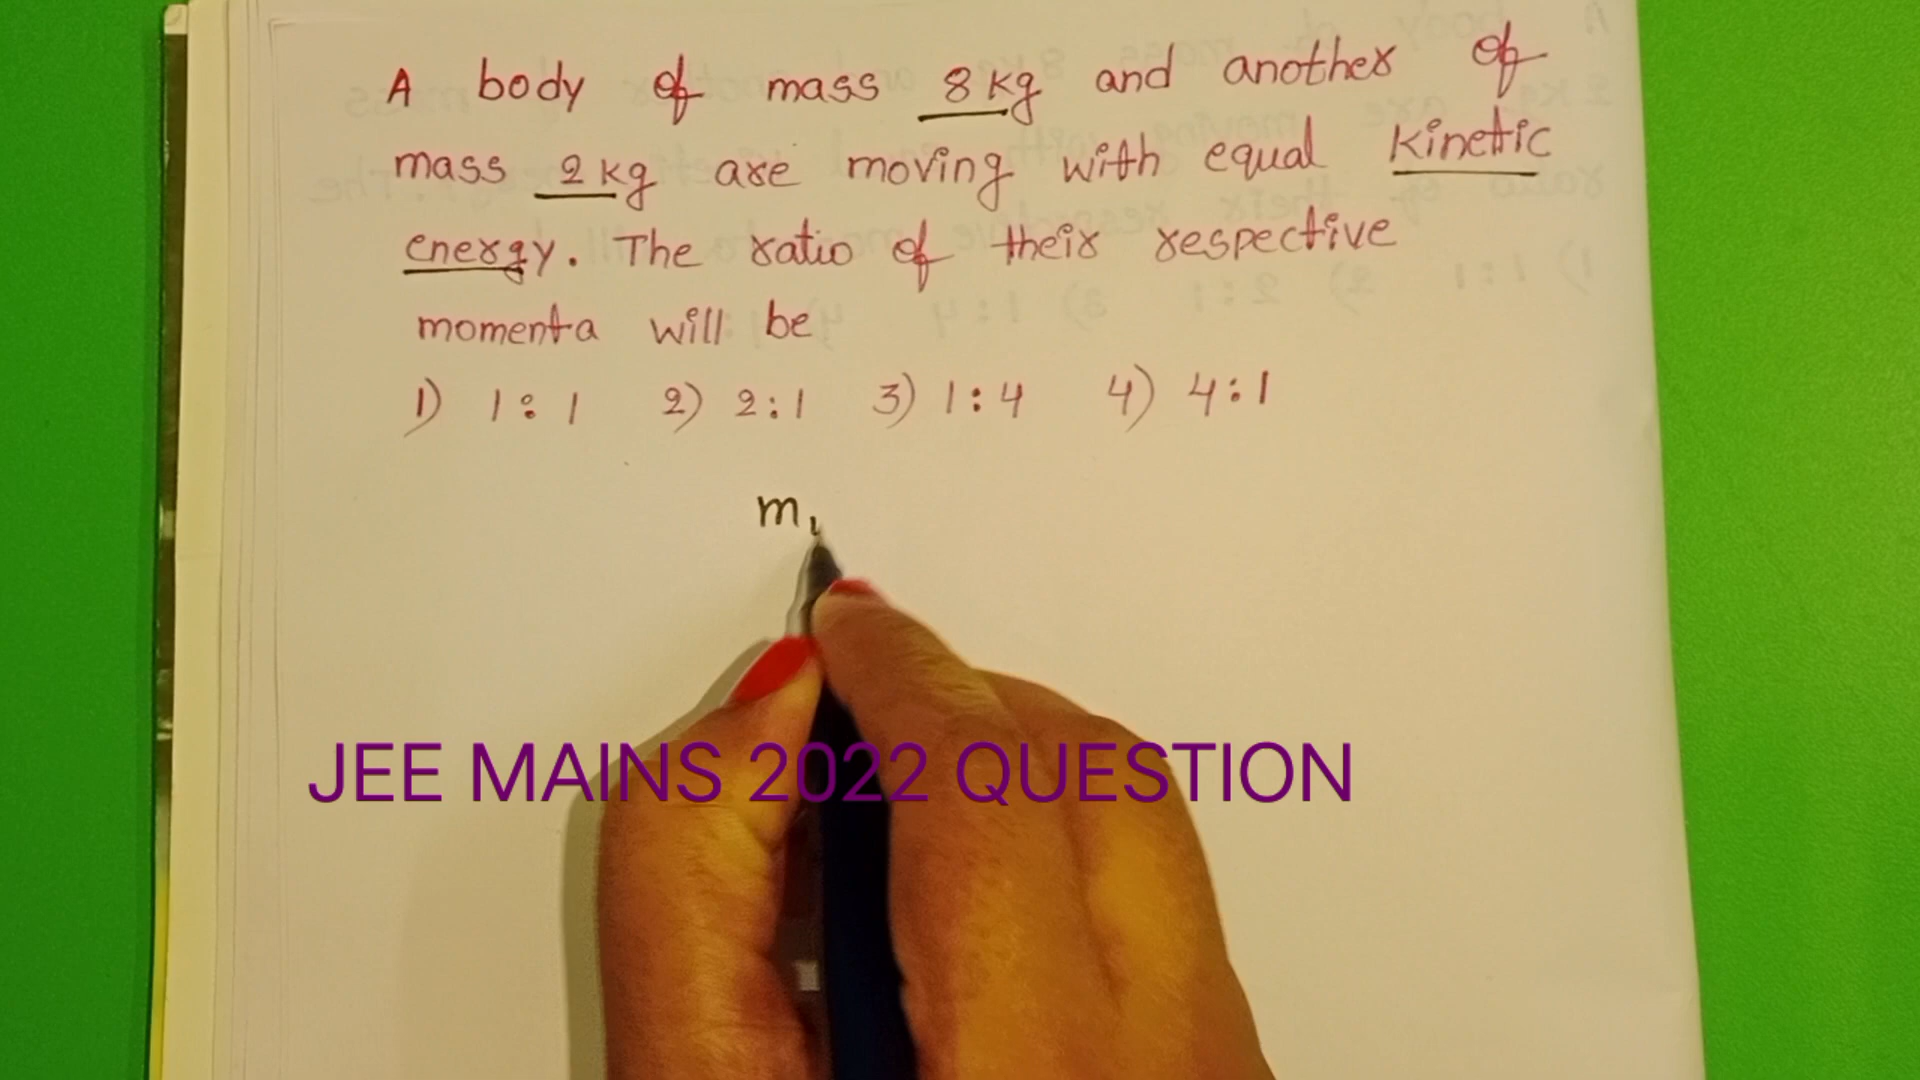 A body of mass 8 kg and another of
mass 2 kg are moving with equal kinetic
energy. The ratio of their respective
momenta will be
1) 1:1 2) 2:1 3) 1:4 4) 4:1
m1
JEE MAINS 2022 QUESTION